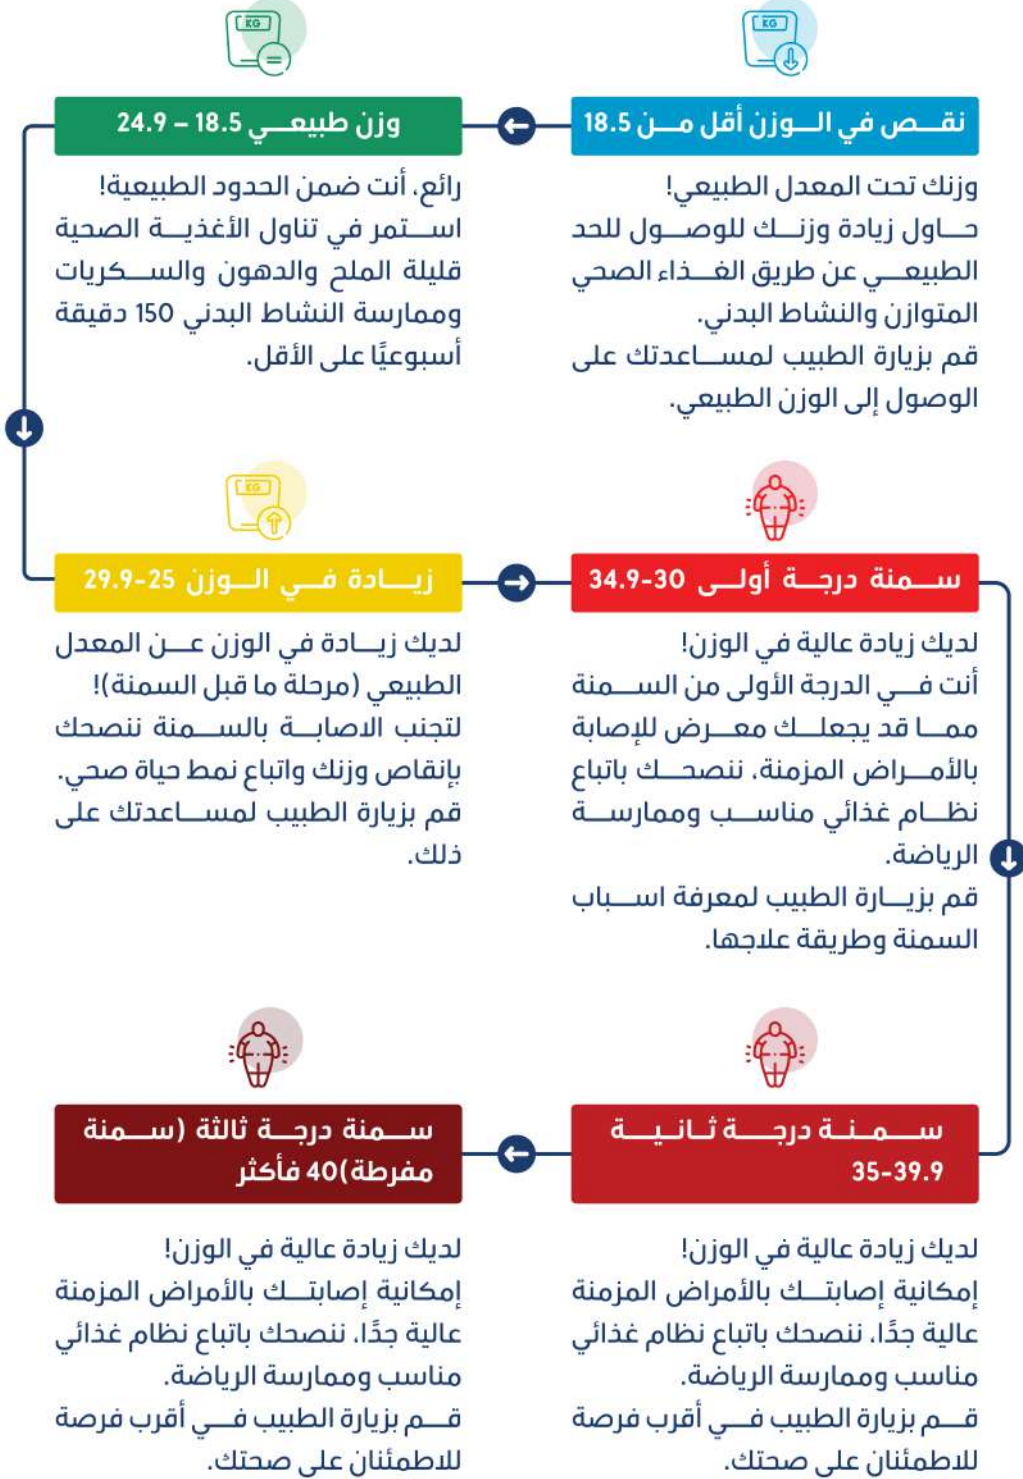 KG
نقص في الوزن أقل من 18.5
وزنك تحت المعدل الطبيعي!
حاول زيادة وزنك للوصول للحد
الطبيعي عن طريق الغذاء الصحي
المتوازن والنشاط البدني.
قم بزيارة الطبيب لمساعدتك على
الوصول إلى الوزن الطبيعي.
KG
وزن طبيعي 18.5 – 24.9
رائع، أنت ضمن الحدود الطبيعية!
استمر في تناول الأغذية الصحية
قليلة الملح والدهون والسكريات
وممارسة النشاط البدني 150 دقيقة
أسبوعيًا على الأقل.
KG
زيادة في الوزن 25-29.9
لديك زيادة في الوزن عن المعدل
الطبيعي (مرحلة ما قبل السمنة)!
لتجنب الاصابة بالسمنة ننصحك
بإنقاص وزنك واتباع نمط حياة صحي.
قم بزيارة الطبيب لمساعدتك على
ذلك.
سمنة درجة أولى 30-34.9
لديك زيادة عالية في الوزن!
أنت في الدرجة الأولى من السمنة
مما قد يجعلك معرض للإصابة
بالأمراض المزمنة، ننصحك باتباع
نظام غذائي مناسب وممارسة
الرياضة.
قم بزيارة الطبيب لمعرفة اسباب
السمنة وطريقة علاجها.
سمنة درجة ثانية
35-39.9
لديك زيادة عالية في الوزن!
إمكانية إصابتك بالأمراض المزمنة
عالية جدًا، ننصحك باتباع نظام غذائي
مناسب وممارسة الرياضة.
قم بزيارة الطبيب في أقرب فرصة
للاطمئنان على صحتك.
سمنة درجة ثالثة (سمنة
مفرطة)40 فأكثر
لديك زيادة عالية في الوزن!
إمكانية إصابتك بالأمراض المزمنة
عالية جدًا، ننصحك باتباع نظام غذائي
مناسب وممارسة الرياضة.
قم بزيارة الطبيب في أقرب فرصة
للاطمئنان على صحتك.